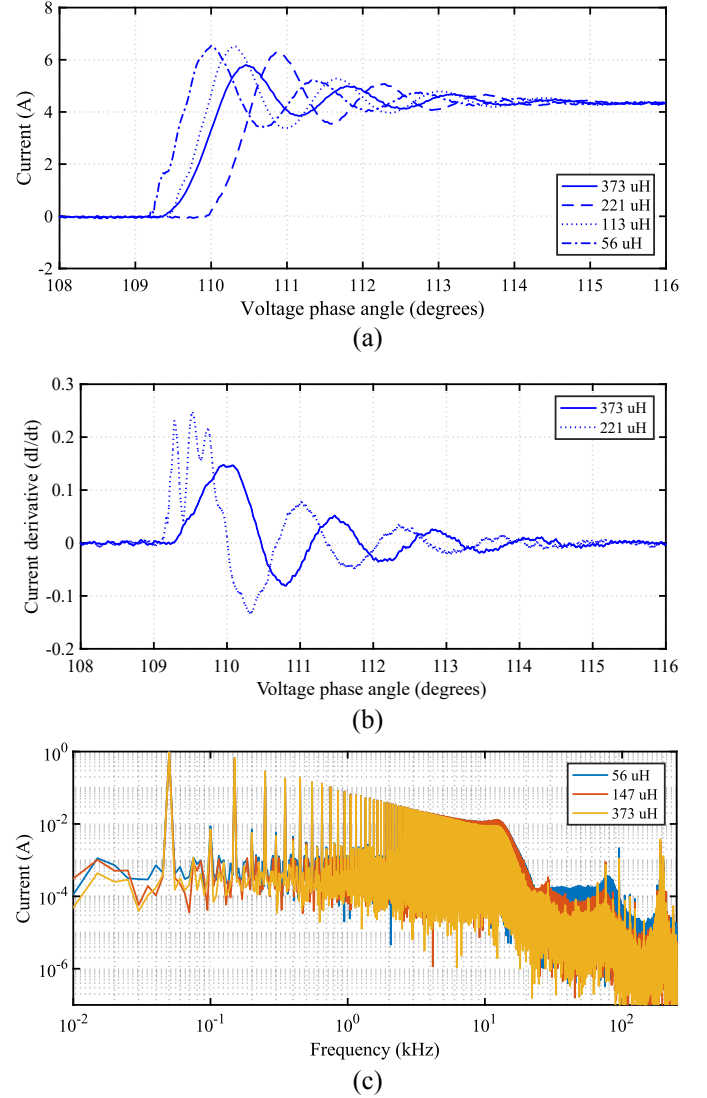 8
6
4
2
0
-2
Current (A)
373 uH
221 uH
113 uH
56 uH
108 109 110 111 112 113 114 115 116
Voltage phase angle (degrees)
(a)
0.3
0.2
0.1
0
-0.1
-0.2
Current derivative (dI/dt)
373 uH
221 uH
108 109 110 111 112 113 114 115 116
Voltage phase angle (degrees)
(b)
10^0
10^-2
10^-4
10^-6
Current (A)
56 uH
147 uH
373 uH
10^-2 10^-1 10^0 10^1 10^2
Frequency (kHz)
(c)